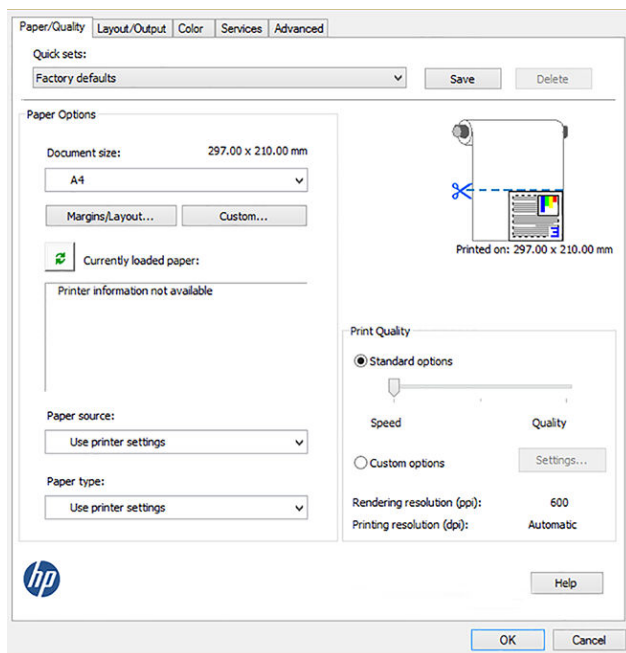 Paper/Quality Layout/Output Color Services Advanced
Quick sets:
Factory defaults
Save
Delete
Paper Options
Document size: 297.00 x 210.00 mm
A4
Margins/Layout... Custom...
Currently loaded paper:
Printer information not available
Paper source:
Use printer settings
Paper type:
Use printer settings
Printed on: 297.00 x 210.00 mm
Print Quality
Standard options
Speed Quality
Custom options Settings...
Rendering resolution (ppi): 600
Printing resolution (dpi): Automatic
hp
Help
OK Cancel